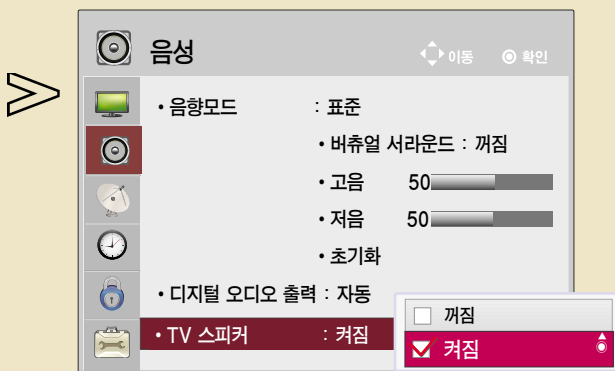 음성 이동 확인
• 음향모드 : 표준
• 버츄얼 서라운드 : 꺼짐
• 고음 50
• 저음 50
• 초기화
• 디지털 오디오 출력 : 자동
• TV 스피커 : 켜짐
꺼짐
켜짐